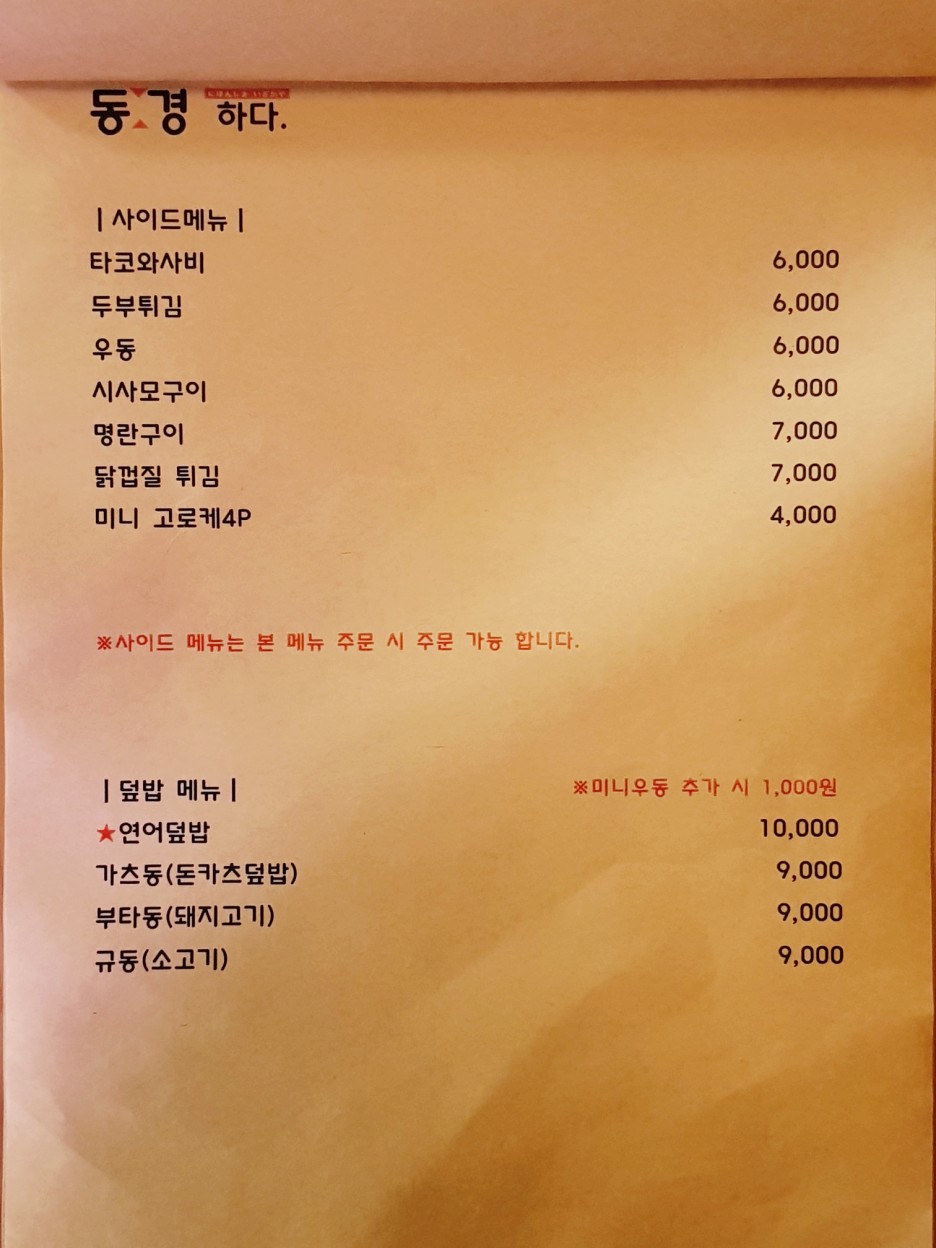 동경 하다.
|사이드메뉴|
타코와사비 6,000
두부튀김 6,000
우동 6,000
시사모구이 6,000
명란구이 7,000
닭껍질 튀김 7,000
미니 고로케4P 4,000
※사이드 메뉴는 본 메뉴 주문 시 주문 가능 합니다.
|덮밥 메뉴| ※미니우동 추가 시 1,000원
★연어덮밥 10,000
가츠동(돈카츠덮밥) 9,000
부타동(돼지고기) 9,000
규동(소고기) 9,000